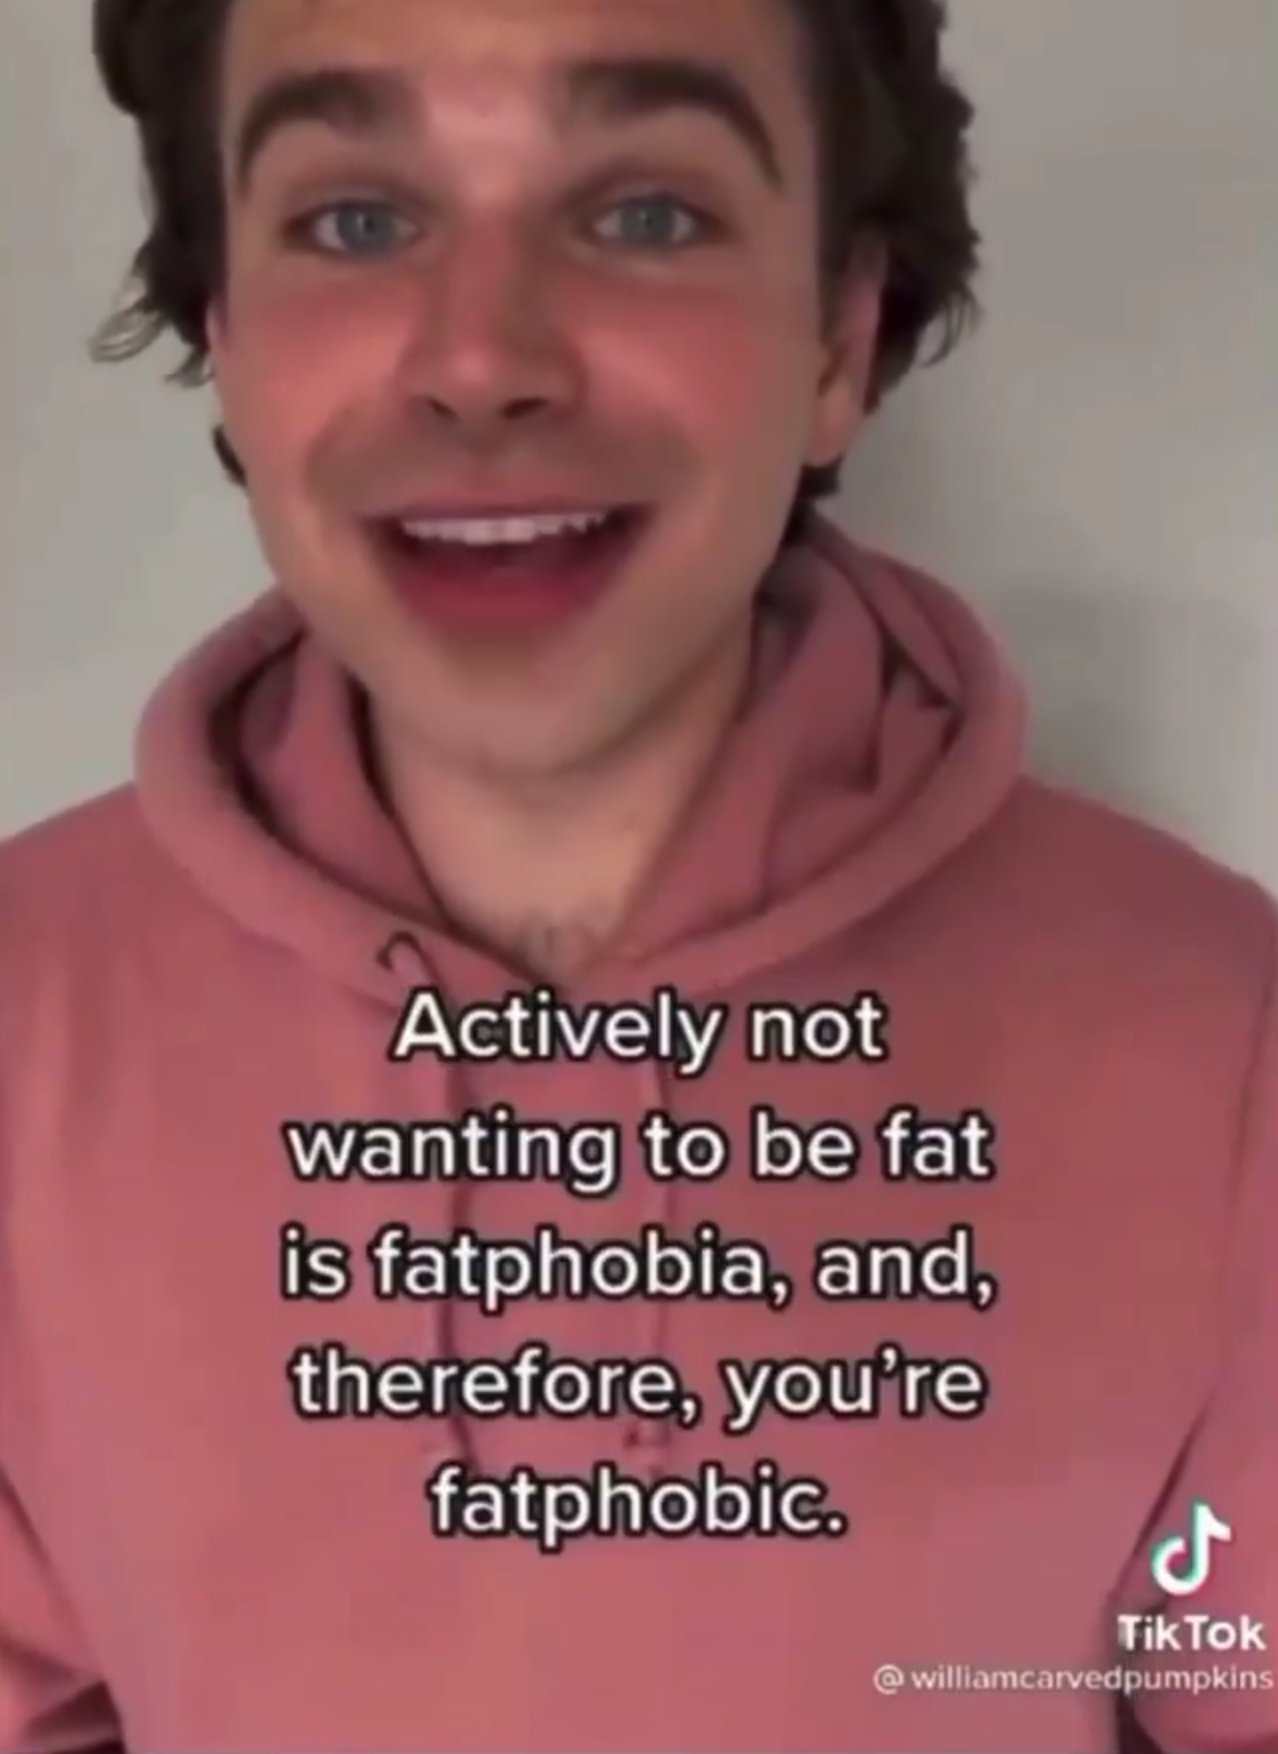 Actively not
wanting to be fat
is fatphobia, and,
therefore, you’re
fatphobic.
TikTok
@williamcarvedpumpkins